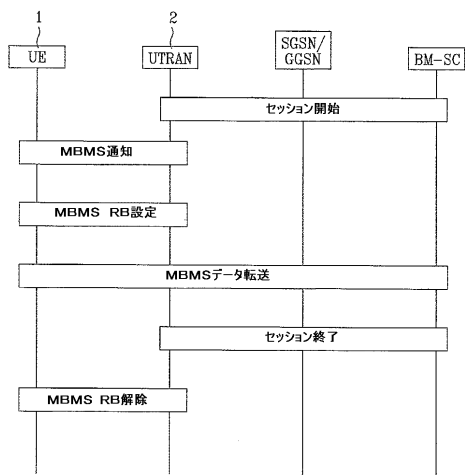 1
2
UE
UTRAN
SGSN/
GGSN
BM-SC
セッション開始
MBMS通知
MBMS RB設定
MBMSデータ転送
セッション終了
MBMS RB解除